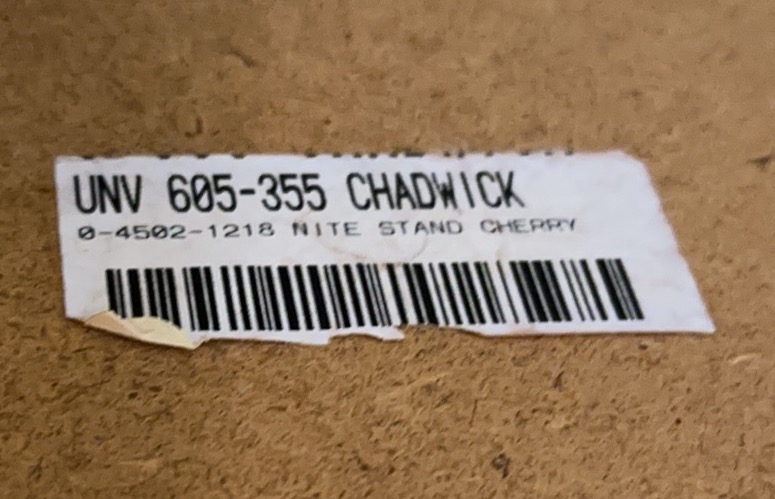 UNV 605-355 CHADWICK
0-4502-1218 NITE STAND CHERRY